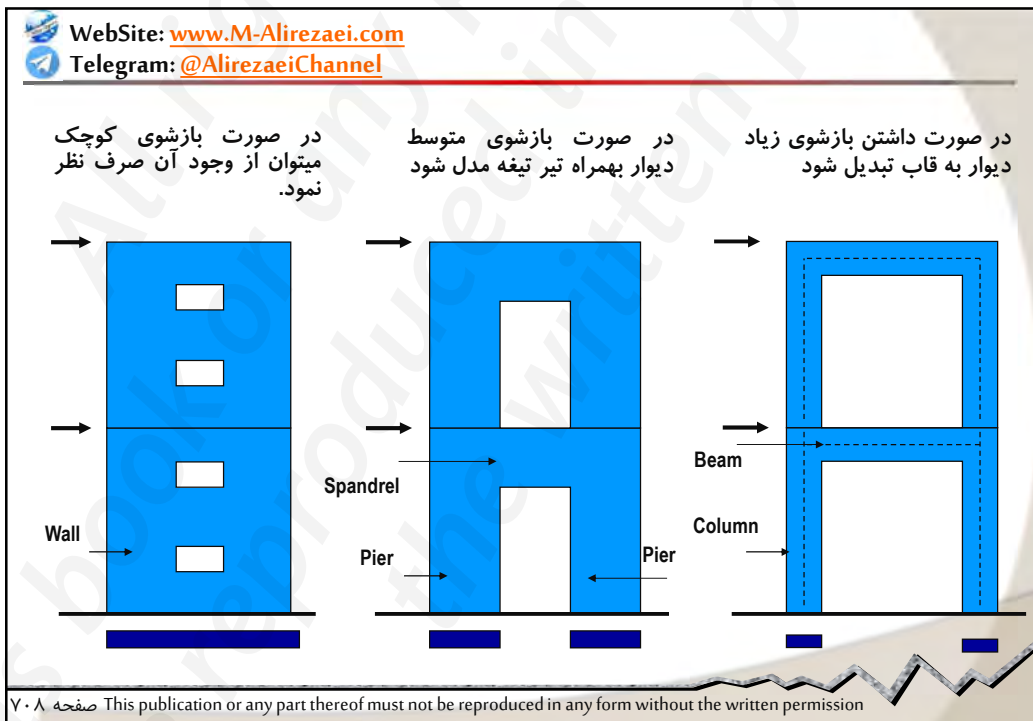 WebSite: www.M-Alirezaei.com
Telegram: @AlirezaeiChannel
در صورت داشتن بازشوی زیاد
دیوار به قاب تبدیل شود
در صورت بازشوی متوسط
دیوار بهمراه تیر تیغه مدل شود
در صورت بازشوی کوچک
میتوان از وجود آن صرف نظر
نمود.
Wall
Spandrel
Pier
Pier
Beam
Column
صفحه ۷۰۸ This publication or any part thereof must not be reproduced in any form without the written permission